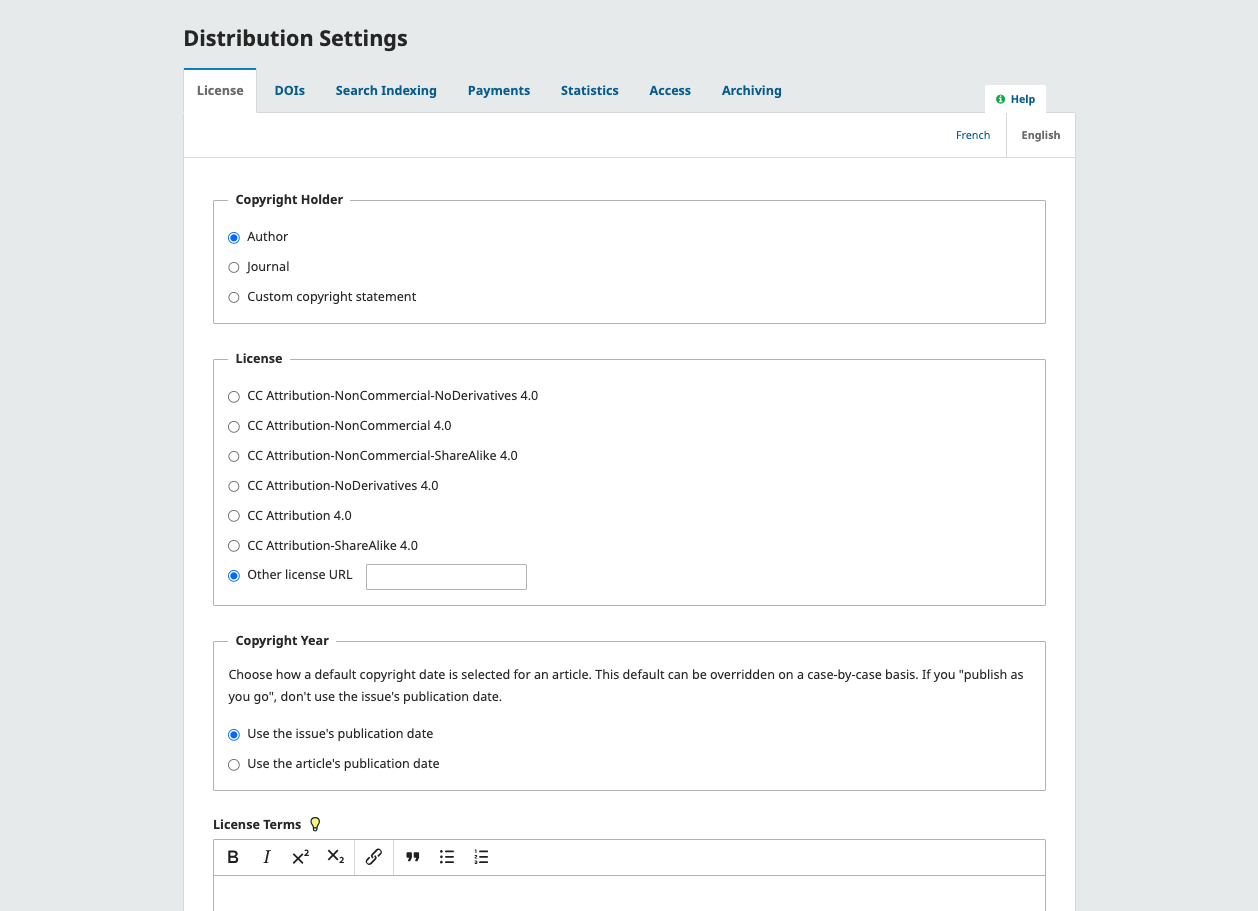 Distribution Settings
License DOIs Search Indexing Payments Statistics Access Archiving
Help
French English
Copyright Holder
Author
Journal
Custom copyright statement
License
CC Attribution-NonCommercial-NoDerivatives 4.0
CC Attribution-NonCommercial 4.0
CC Attribution-NonCommercial-ShareAlike 4.0
CC Attribution-NoDerivatives 4.0
CC Attribution 4.0
CC Attribution-ShareAlike 4.0
Other license URL
Copyright Year
Choose how a default copyright date is selected for an article. This default can be overridden on a case-by-case basis. If you "publish as
you go", don't use the issue's publication date.
Use the issue's publication date
Use the article's publication date
License Terms
B I X² X₂